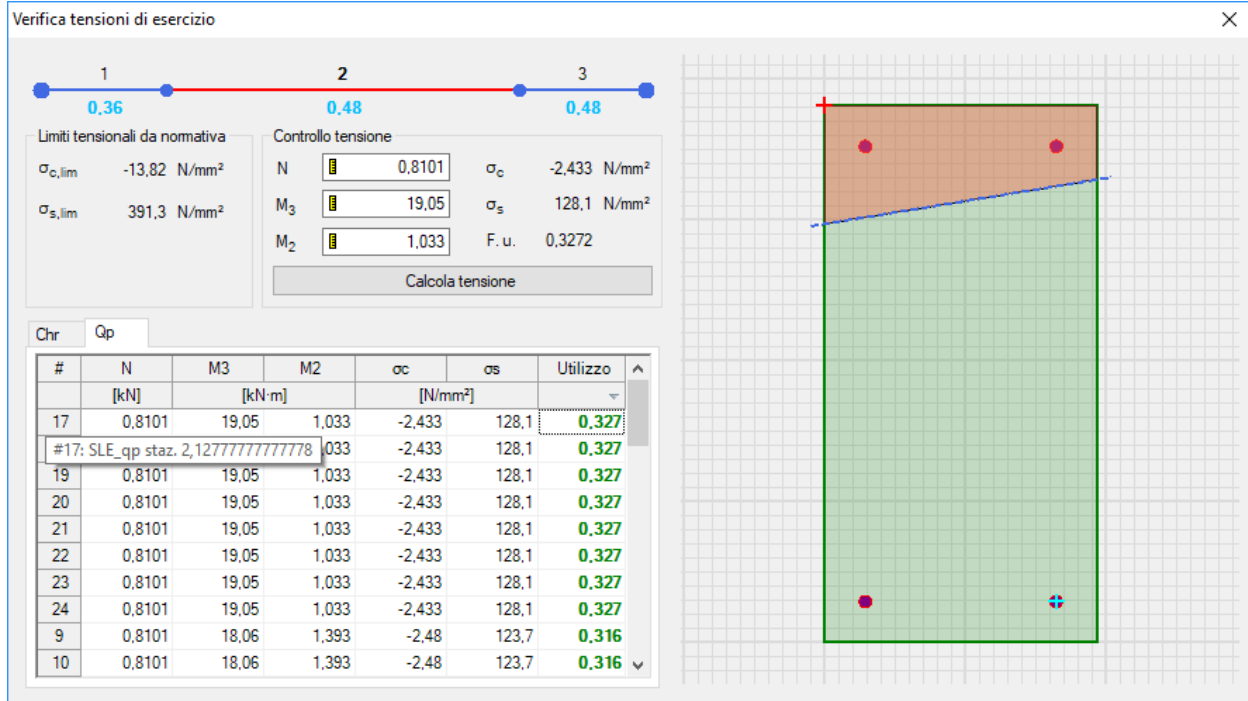 Verifica tensioni di esercizio
1 2 3
0,36 0,48 0,48
Limiti tensionali da normativa
σc,lim -13,82 N/mm²
σs,lim 391,3 N/mm²
Controllo tensione
N 0,8101 σc -2,433 N/mm²
M3 19,05 σs 128,1 N/mm²
M2 1,033 F. u. 0,3272
Calcola tensione
Chr Qp
# N M3 M2 σc σs Utilizzo
[kN] [kN·m] [N/mm²]
17 0,8101 19,05 1,033 -2,433 128,1 0,327
#17: SLE_qp staz. 2,12777777777778 ,033 -2,433 128,1 0,327
19 0,8101 19,05 1,033 -2,433 128,1 0,327
20 0,8101 19,05 1,033 -2,433 128,1 0,327
21 0,8101 19,05 1,033 -2,433 128,1 0,327
22 0,8101 19,05 1,033 -2,433 128,1 0,327
23 0,8101 19,05 1,033 -2,433 128,1 0,327
24 0,8101 19,05 1,033 -2,433 128,1 0,327
9 0,8101 18,06 1,393 -2,48 123,7 0,316
10 0,8101 18,06 1,393 -2,48 123,7 0,316